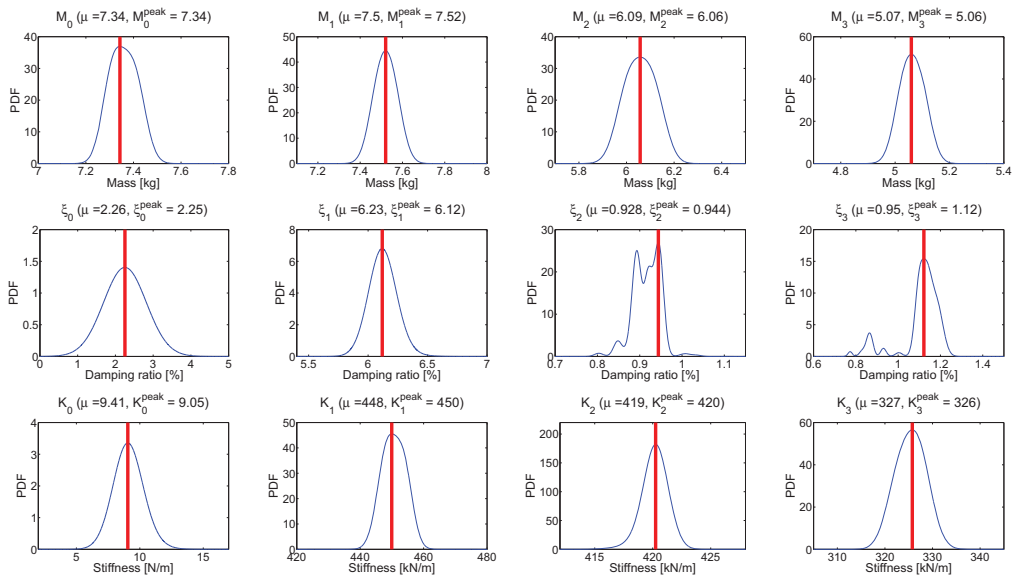 M0 (μ =7.34, M0peak = 7.34)
M1 (μ =7.5, M1peak = 7.52)
M2 (μ =6.09, M2peak = 6.06)
M3 (μ =5.07, M3peak = 5.06)
PDF
40
30
20
10
0
7 7.2 7.4 7.6 7.8
Mass [kg]
PDF
50
40
30
20
10
0
7.2 7.4 7.6 7.8 8
Mass [kg]
PDF
40
30
20
10
0
5.8 6 6.2 6.4
Mass [kg]
PDF
60
40
20
0
4.8 5 5.2 5.4
Mass [kg]
ξ0 (μ =2.26, ξ0peak = 2.25)
ξ1 (μ =6.23, ξ1peak = 6.12)
ξ2 (μ =0.928, ξ2peak = 0.944)
ξ3 (μ =0.95, ξ3peak = 1.12)
PDF
2
1.5
1
0.5
0
0 1 2 3 4 5
Damping ratio [%]
PDF
8
6
4
2
0
5.5 6 6.5 7
Damping ratio [%]
PDF
30
20
10
0
0.7 0.8 0.9 1 1.1
Damping ratio [%]
PDF
20
15
10
5
0
0.6 0.8 1 1.2 1.4
Damping ratio [%]
K0 (μ =9.41, K0peak = 9.05)
K1 (μ =448, K1peak = 450)
K2 (μ =419, K2peak = 420)
K3 (μ =327, K3peak = 326)
PDF
4
3
2
1
0
5 10 15
Stiffness [N/m]
PDF
50
40
30
20
10
0
420 440 460 480
Stiffness [kN/m]
PDF
200
150
100
50
0
415 420 425
Stiffness [kN/m]
PDF
60
40
20
0
310 320 330 340
Stiffness [kN/m]